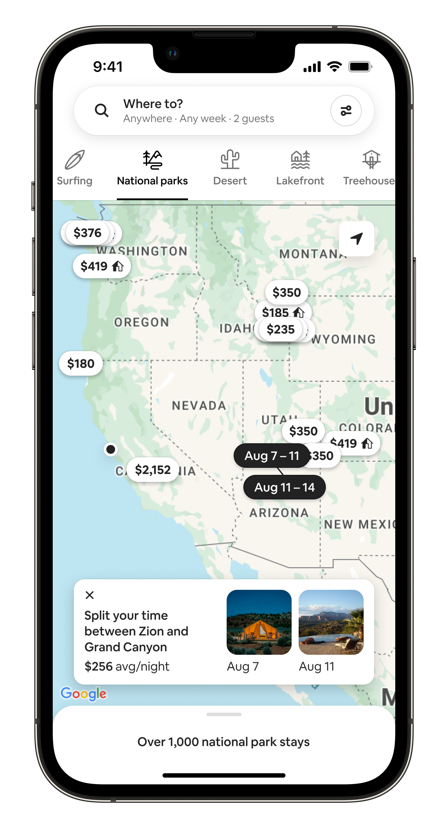 9:41
Where to?
Anywhere · Any week · 2 guests
Surfing
National parks
Desert
Lakefront
Treehouse
$376
WASHINGTON
$419
MONTANA
$350
$185
$235
OREGON
IDAH
WYOMING
$180
NEVADA
UTAH
Un
$350
COLORA
$419
Aug 7 – 11
$350
$2,152
Aug 11 – 14
ARIZONA
NEW MEXIC
Split your time
between Zion and
Grand Canyon
$256 avg/night
Aug 7
Aug 11
Google
M
Over 1,000 national park stays